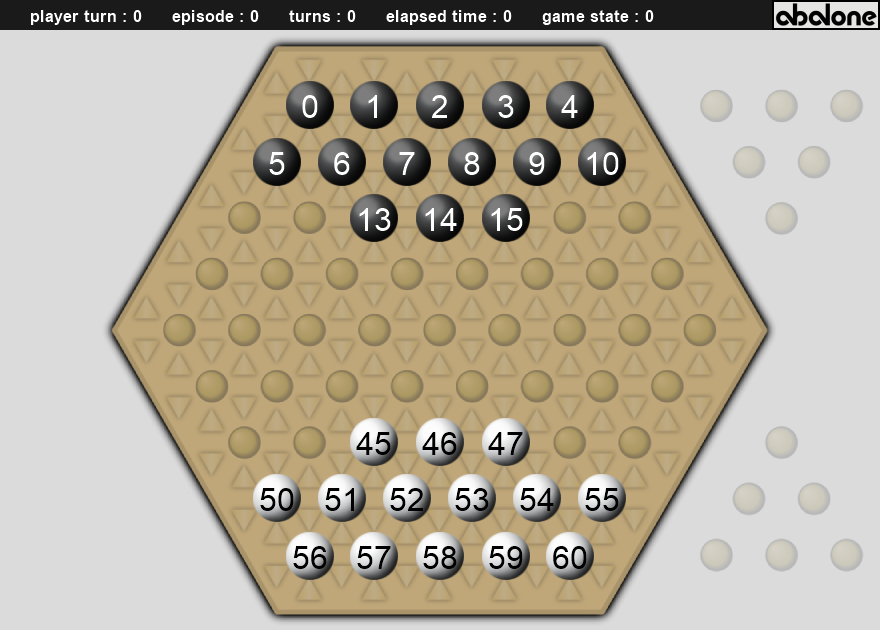 player turn : 0 episode : 0 turns : 0 elapsed time : 0 game state : 0 abalone
0 1 2 3 4
5 6 7 8 9 10
13 14 15
45 46 47
50 51 52 53 54 55
56 57 58 59 60